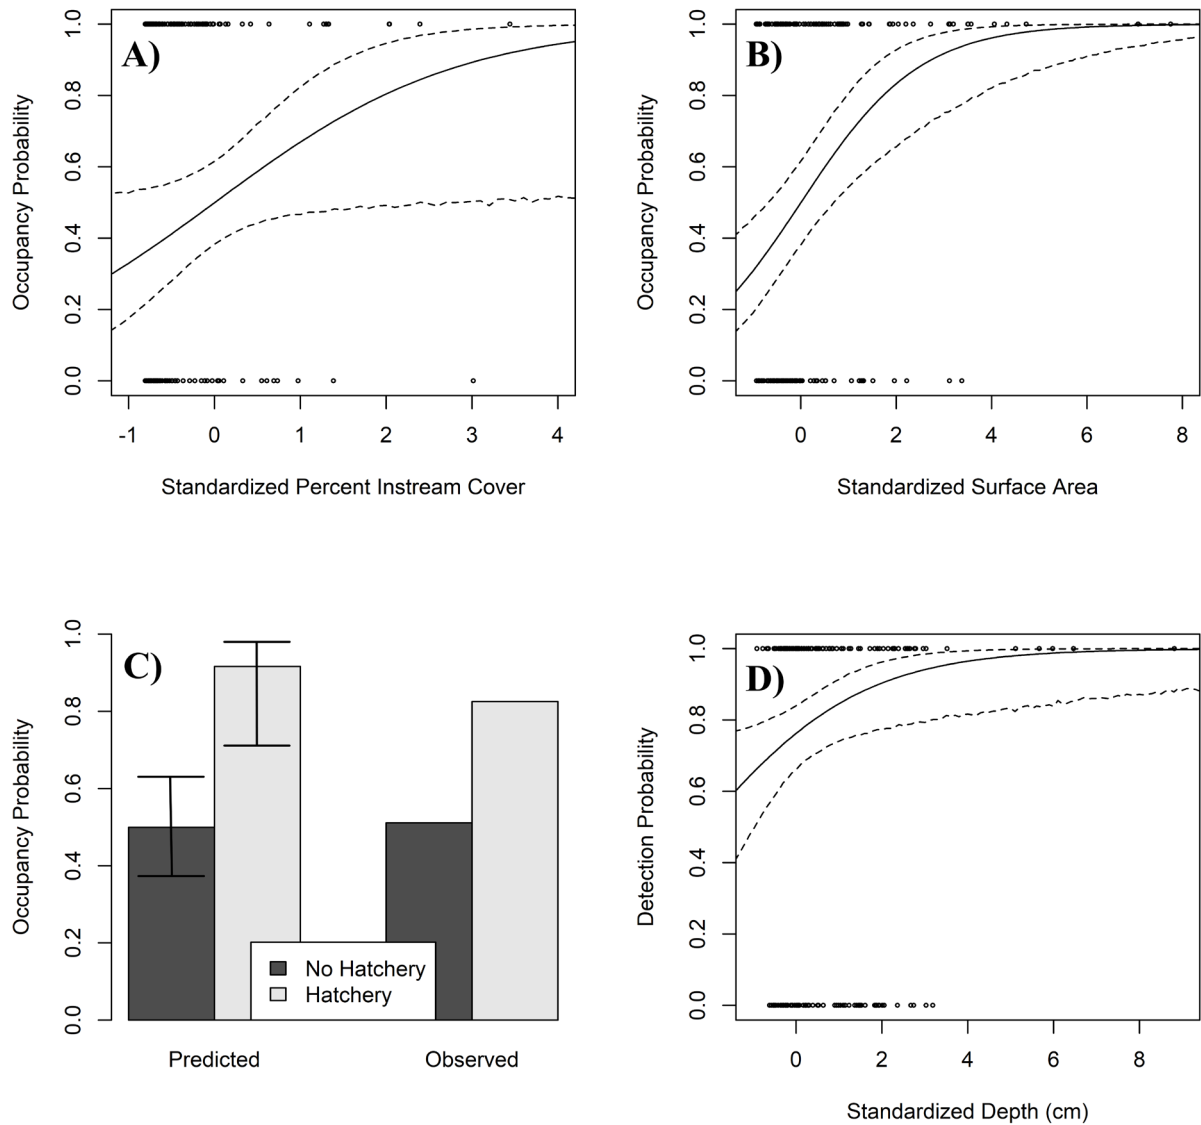 A)
Occupancy Probability
0.0 0.2 0.4 0.6 0.8 1.0
-1 0 1 2 3 4
Standardized Percent Instream Cover
B)
Occupancy Probability
0.0 0.2 0.4 0.6 0.8 1.0
0 2 4 6 8
Standardized Surface Area
C)
Occupancy Probability
0.0 0.2 0.4 0.6 0.8 1.0
No Hatchery
Hatchery
Predicted Observed
D)
Detection Probability
0.0 0.2 0.4 0.6 0.8 1.0
0 2 4 6 8
Standardized Depth (cm)